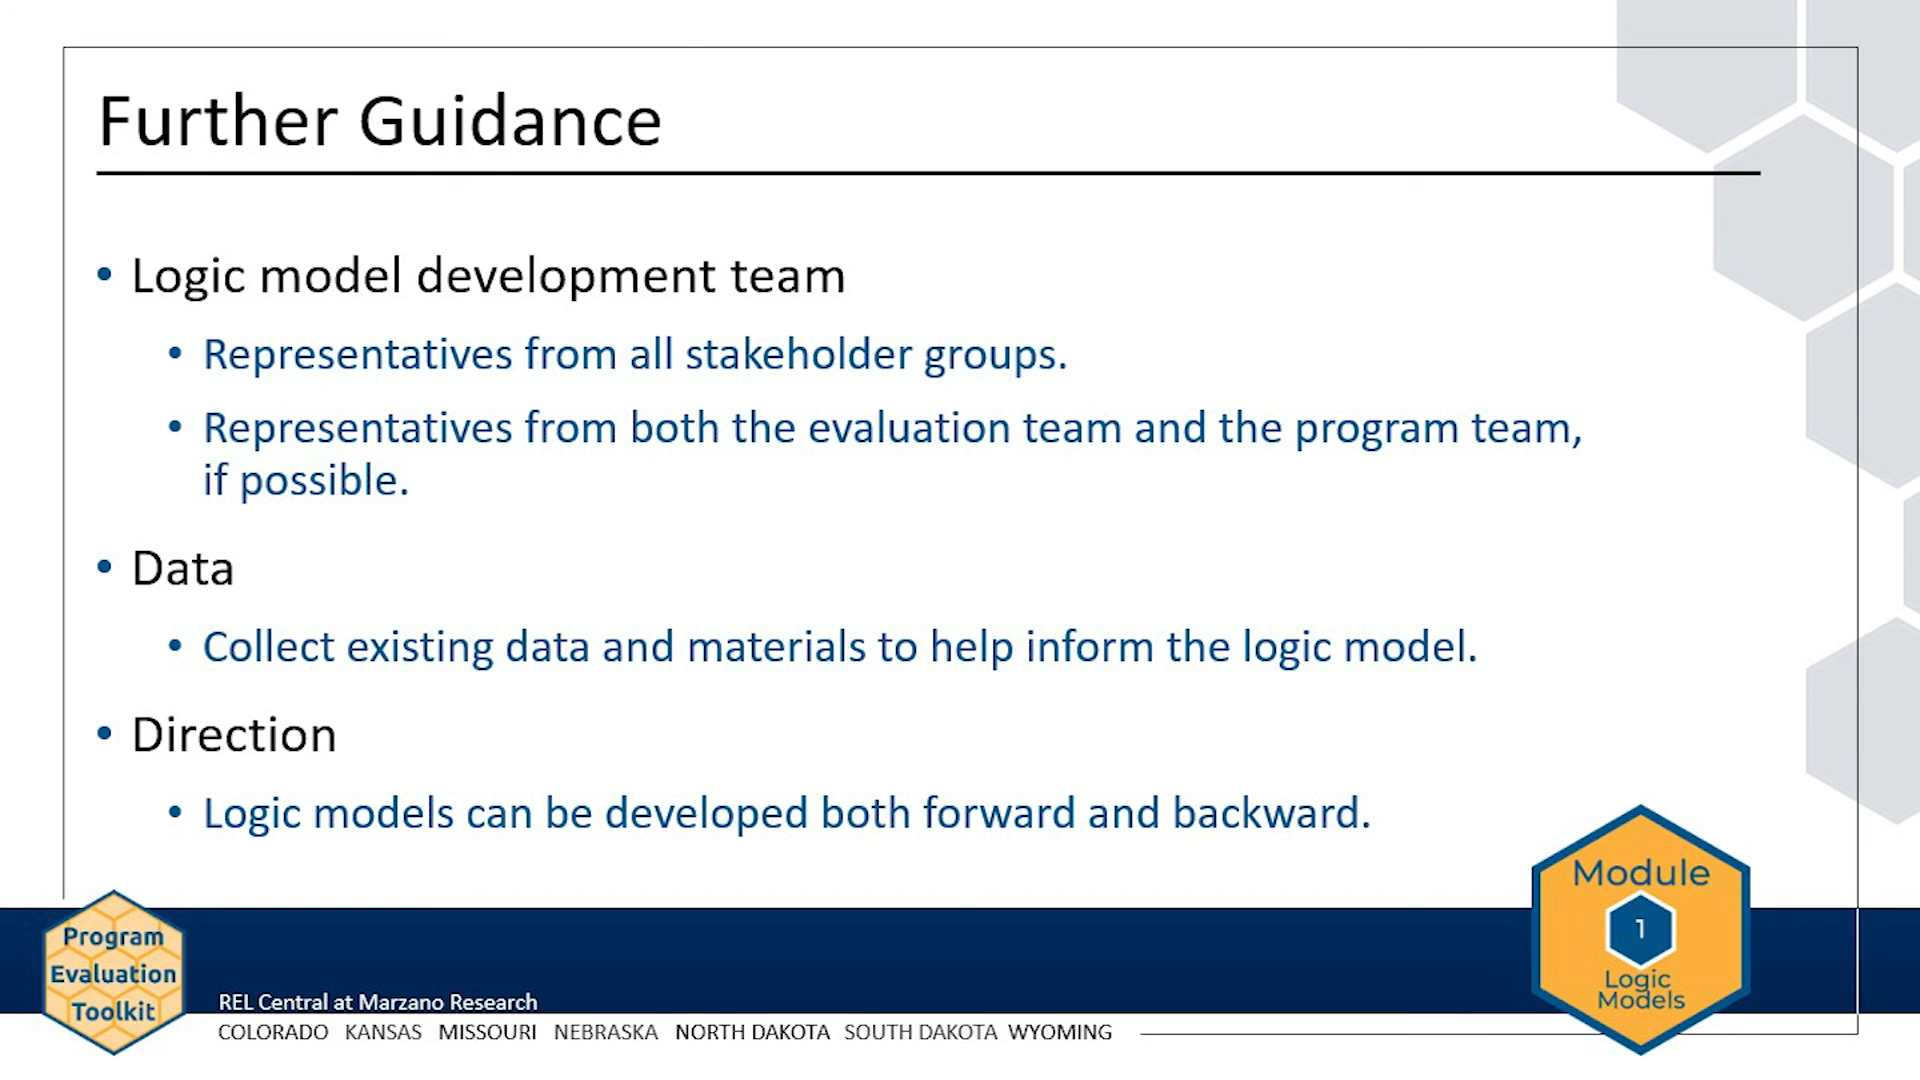 Further Guidance
• Logic model development team
• Representatives from all stakeholder groups.
• Representatives from both the evaluation team and the program team,
if possible.
• Data
• Collect existing data and materials to help inform the logic model.
• Direction
• Logic models can be developed both forward and backward.
Module
1
Logic
Models
Program
Evaluation
Toolkit
REL Central at Marzano Research
COLORADO KANSAS MISSOURI NEBRASKA NORTH DAKOTA SOUTH DAKOTA WYOMING